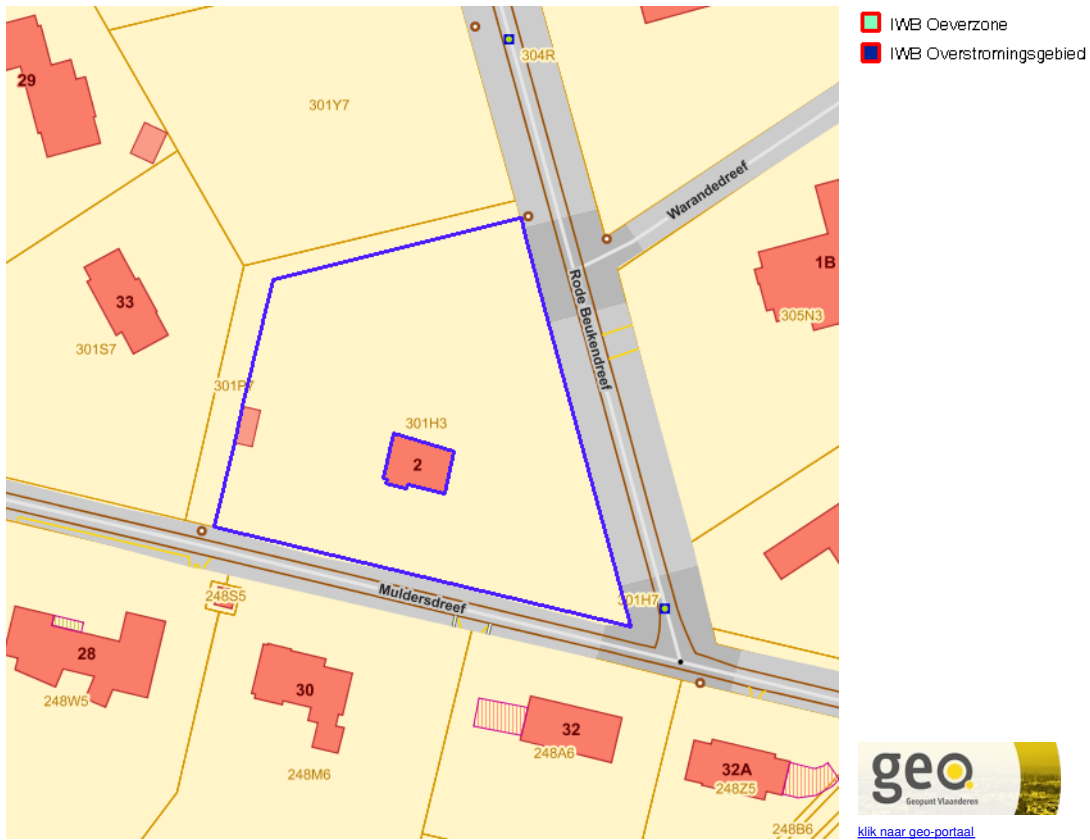 IWB Oeverzone
IWB Overstromingsgebied
304R
29
301Y7
Warandedreef
1B
33
305N3
Rode Beukendreef
301S7
301P7
301H3
2
248S5
Muldersdreef
301H7
28
30
248W5
32
248A6
32A
248M6
248Z5
248B6
geo
Geopunt Vlaanderen
klik naar geo-portaal